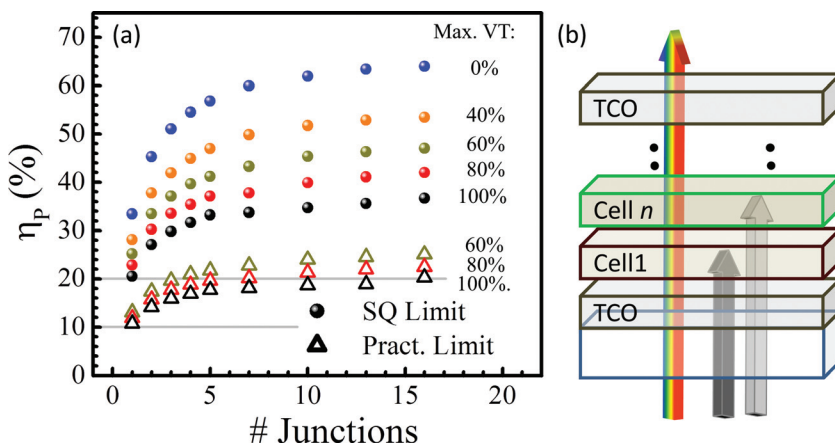 (a)
Max. VT:
0%
40%
60%
80%
100%
60%
80%
100%.
SQ Limit
Pract. Limit
70
60
50
40
30
20
10
0
η_P (%)
0 5 10 15 20
# Junctions
(b)
TCO
Cell n
Cell1
TCO